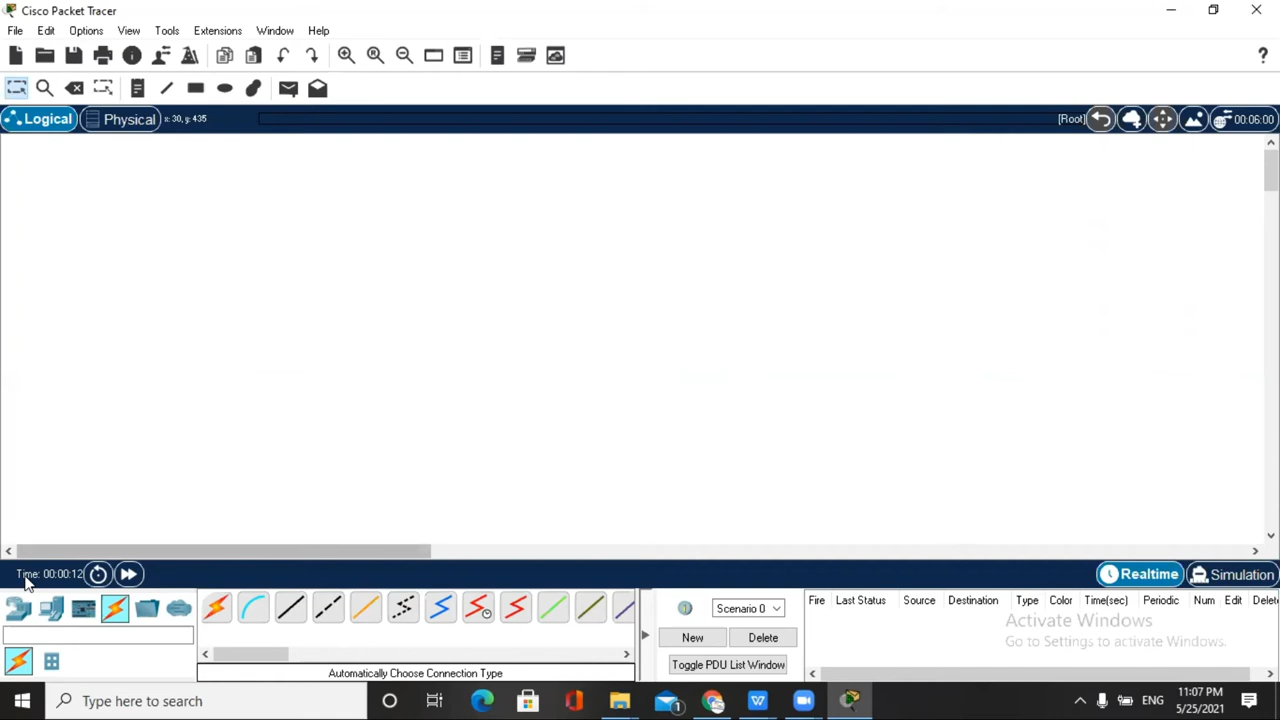 Cisco Packet Tracer
File Edit Options View Tools Extensions Window Help
?
Logical Physical x: 30, y: 435 [Root] 00:06:00
Time: 00:00:12 Realtime Simulation
Scenario 0
New Delete
Toggle PDU List Window
Fire Last Status Source Destination Type Color Time(sec) Periodic Num Edit Delet
Activate Windows
Go to Settings to activate Windows.
Automatically Choose Connection Type
Type here to search
1
ENG
11:07 PM
5/25/2021